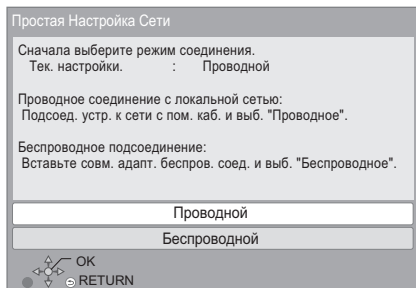 Простая Настройка Сети
Сначала выберите режим соединения.
Тек. настройки. : Проводной
Проводное соединение с локальной сетью:
Подсоед. устр. к сети с пом. каб. и выб. "Проводное".
Беспроводное подсоединение:
Вставьте совм. адапт. беспров. соед. и выб. "Беспроводное".
Проводной
Беспроводной
OK
RETURN